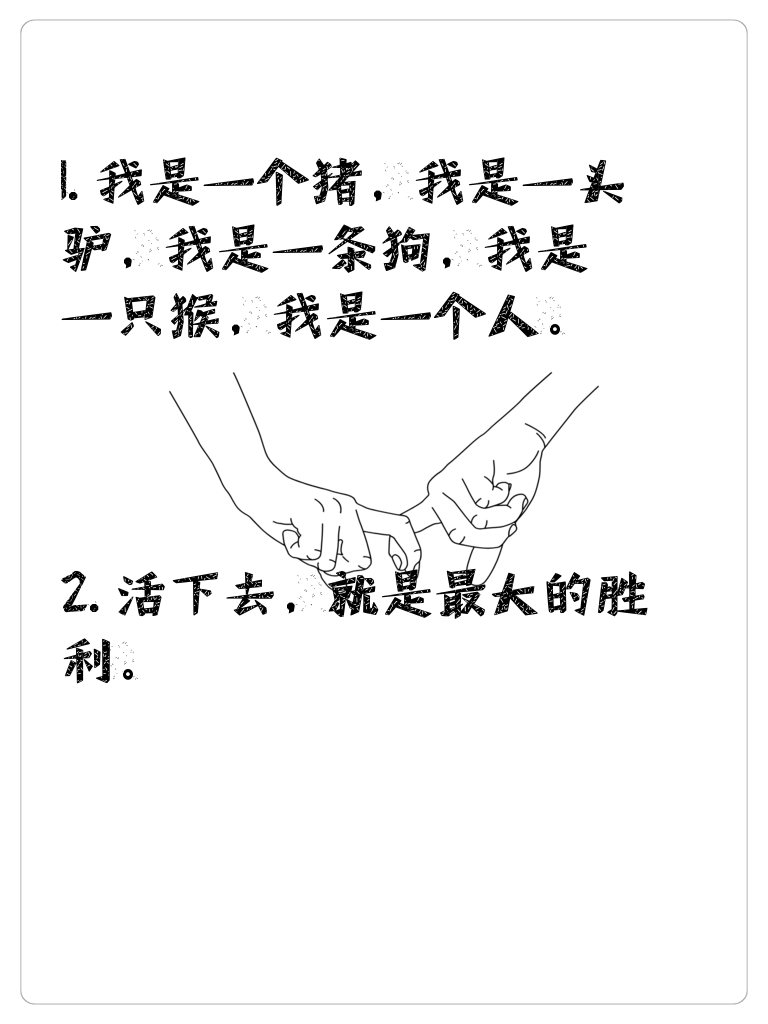 1. 我是一个猪，我是一头
驴，我是一条狗，我是
一只猴，我是一个人。
2. 活下去，就是最大的胜
利。